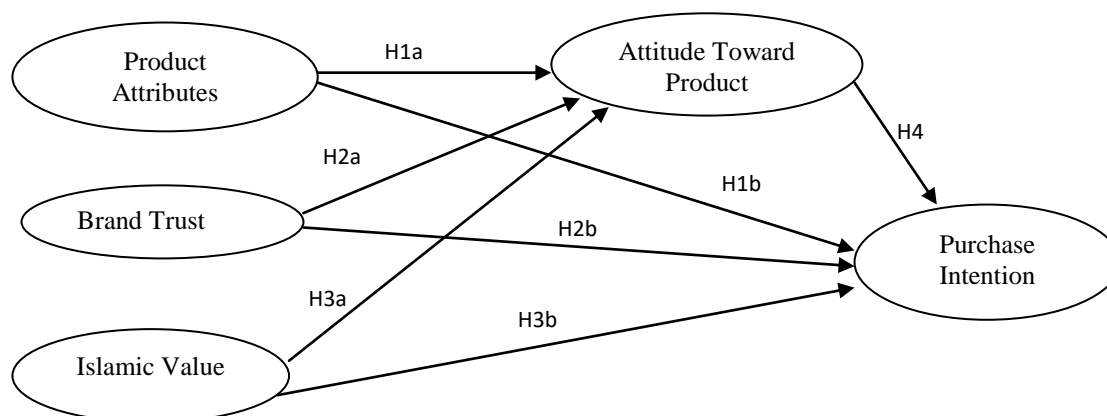 Product
Attributes
H1a
Attitude Toward
Product
H4
H2a
H1b
Brand Trust
H2b
Purchase
Intention
H3a
H3b
Islamic Value